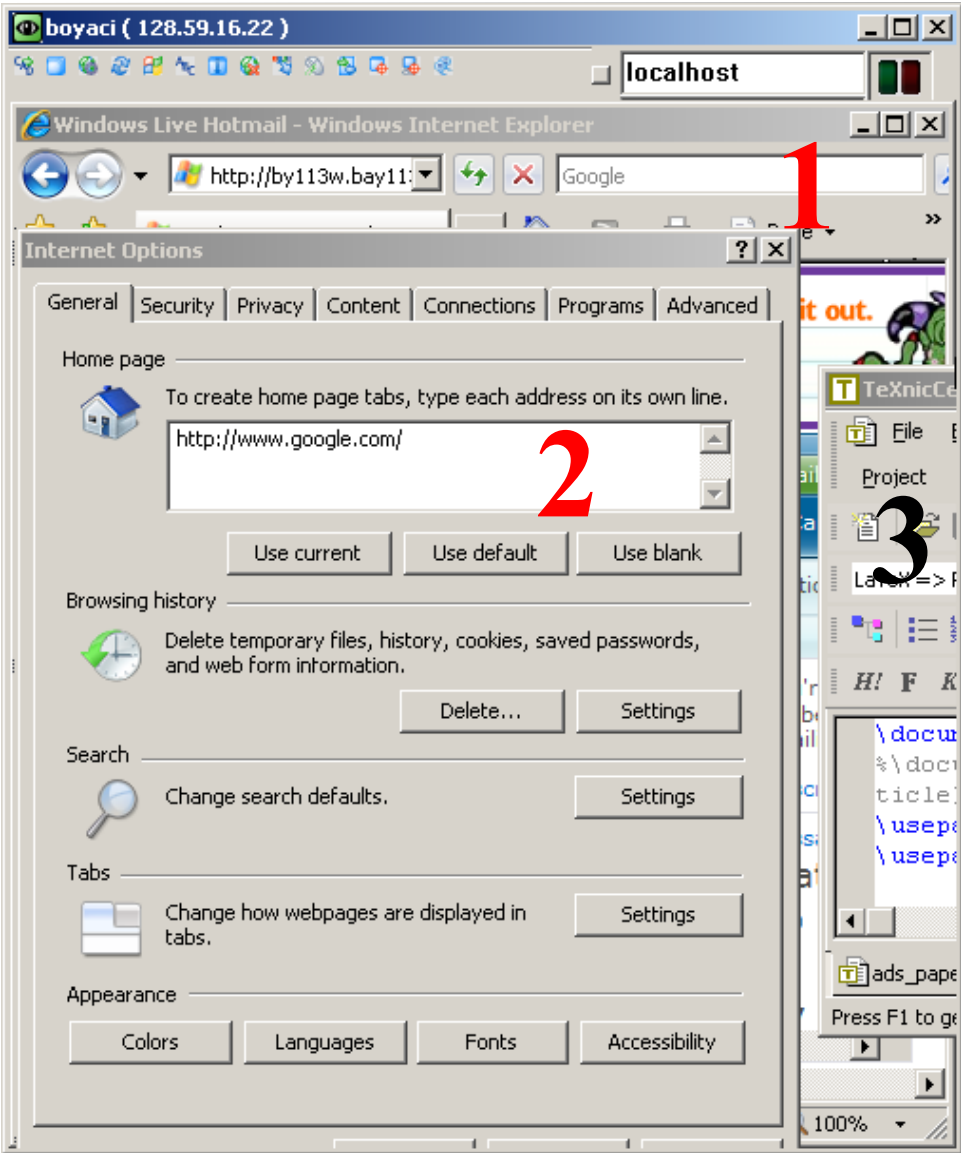 boyaci ( 128.59.16.22 )
localhost
Windows Live Hotmail - Windows Internet Explorer
1
http://by113w.bay11
Google
»
Internet Options
?
General Security Privacy Content Connections Programs Advanced
it out.
Home page
To create home page tabs, type each address on its own line.
http://www.google.com/
2
Use current Use default Use blank
Browsing history
Delete temporary files, history, cookies, saved passwords,
and web form information.
Delete... Settings
Search
Change search defaults.
Settings
Tabs
Change how webpages are displayed in
tabs.
Settings
Appearance
Colors Languages Fonts Accessibility
T TeXnicCe
File
Project
3
LaTeX => P
H! F K
\docum
%\docu
ticle
\usepa
\usepa
ads_pape
Press F1 to ge
100%